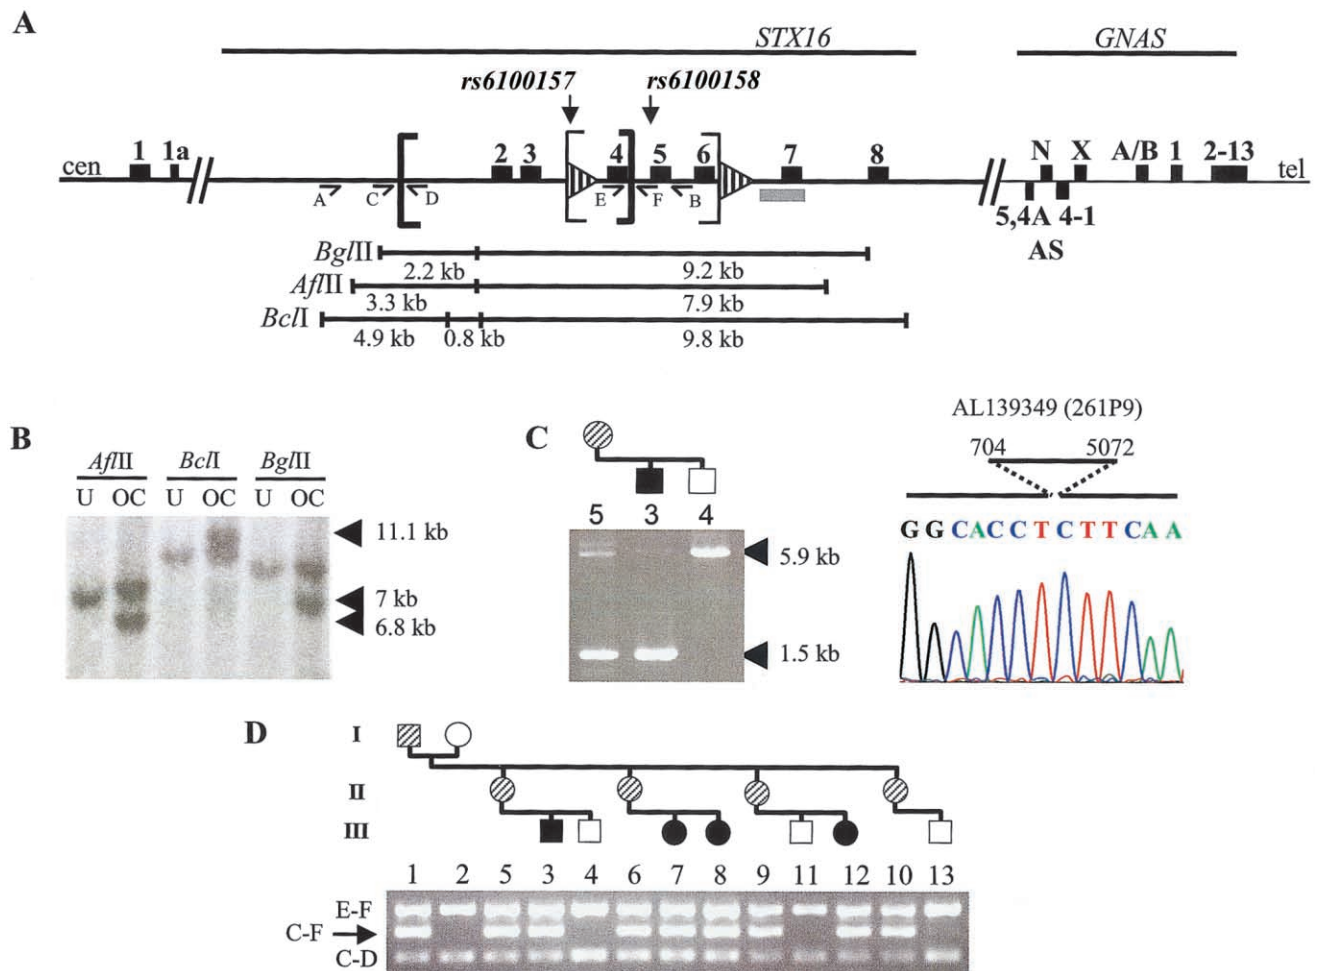 A
STX16 GNAS
rs6100157 rs6100158
cen 1 1a 2 3 4 5 6 7 8 N X A/B 1 2-13 tel
A C D E F B
5,4A 4-1
AS
BglII
2.2 kb 9.2 kb
AflII
3.3 kb 7.9 kb
BclI
4.9 kb 0.8 kb 9.8 kb
B
AflII BclI BglII
U OC U OC U OC
11.1 kb
7 kb
6.8 kb
C
5 3 4
5.9 kb
1.5 kb
AL139349 (261P9)
704 5072
G G C A C C T C T T C A A
D
I
II
III
1 2 5 3 4 6 7 8 9 11 12 10 13
E-F
C-F
C-D